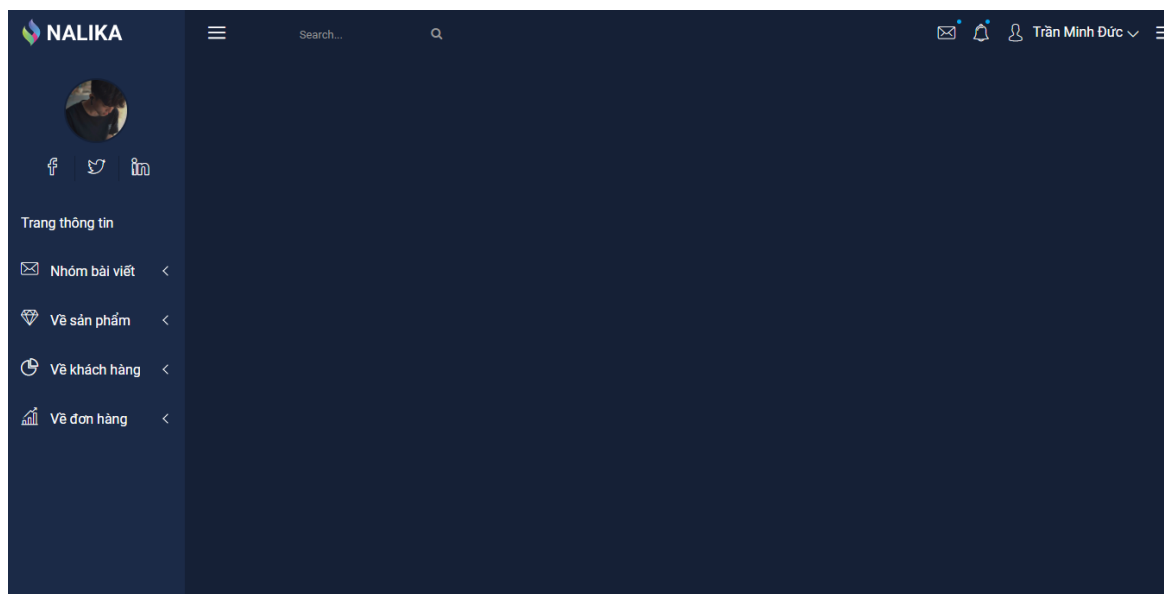 NALIKA
Search...
Trần Minh Đức
Trang thông tin
Nhóm bài viết
Về sản phẩm
Về khách hàng
Về đơn hàng